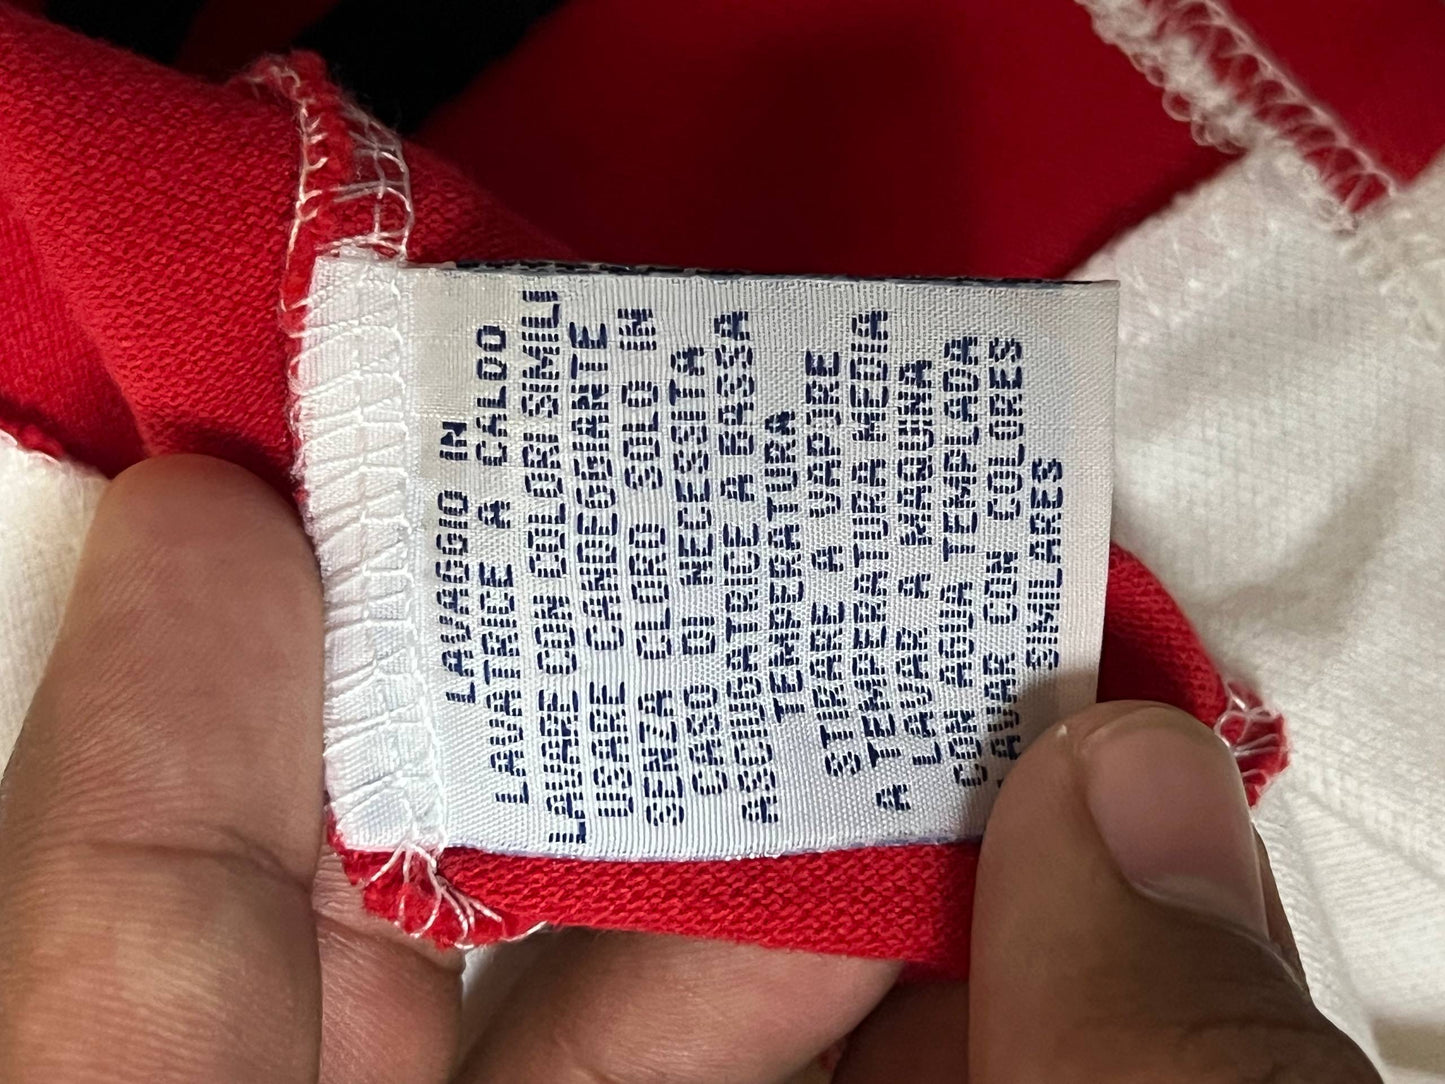 LAVAGGIO IN
LAVATRICE A CALDO
LAVARE CON COLORI SIMILI
USARE CANDEGGIANTE
SENZA CLORO SOLO IN
CASO DI NECESSITA
ASCIUGATRICE A BASSA
TEMPERATURA
STIRARE A VAPURE
A TEMPERATURA MEDIA
LAVAR A MAQUINA
CON AGUA TEMPLADA
LAVAR CON COLORES
SIMILARES